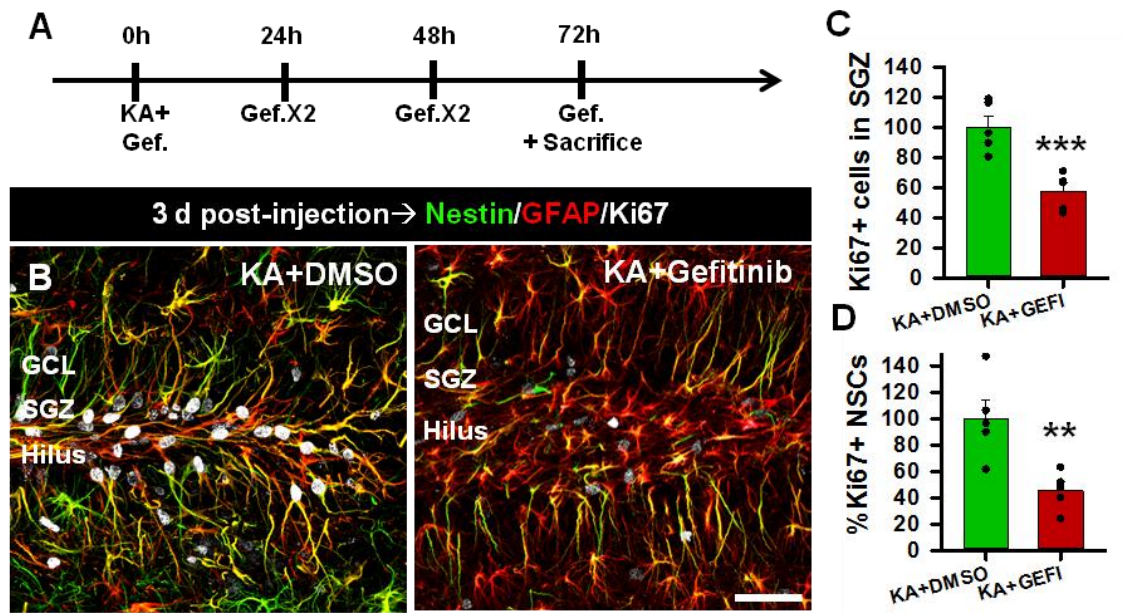 A
0h 24h 48h 72h
KA+ Gef.X2 Gef.X2 Gef.
Gef. + Sacrifice
3 d post-injection→ Nestin/GFAP/Ki67
B
KA+DMSO
GCL
SGZ
Hilus
KA+Gefitinib
GCL
SGZ
Hilus
C
Ki67+ cells in SGZ
140
120
100
80
60
40
20
0
***
KA+DMSO
KA+GEFI
D
%Ki67+ NSCs
140
120
100
80
60
40
20
0
**
KA+DMSO
KA+GEFI